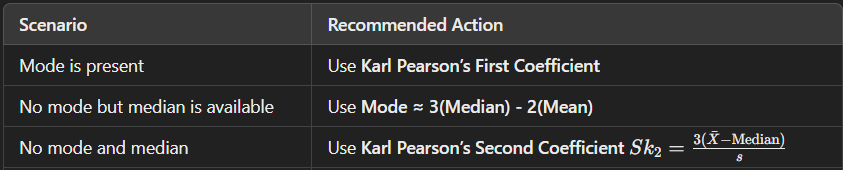 Scenario Recommended Action
Mode is present Use Karl Pearson’s First Coefficient
No mode but median is available Use Mode ≈ 3(Median) - 2(Mean)
No mode and median Use Karl Pearson’s Second Coefficient $Sk_2 = \frac{3(\bar{X}-\text{Median})}{s}$